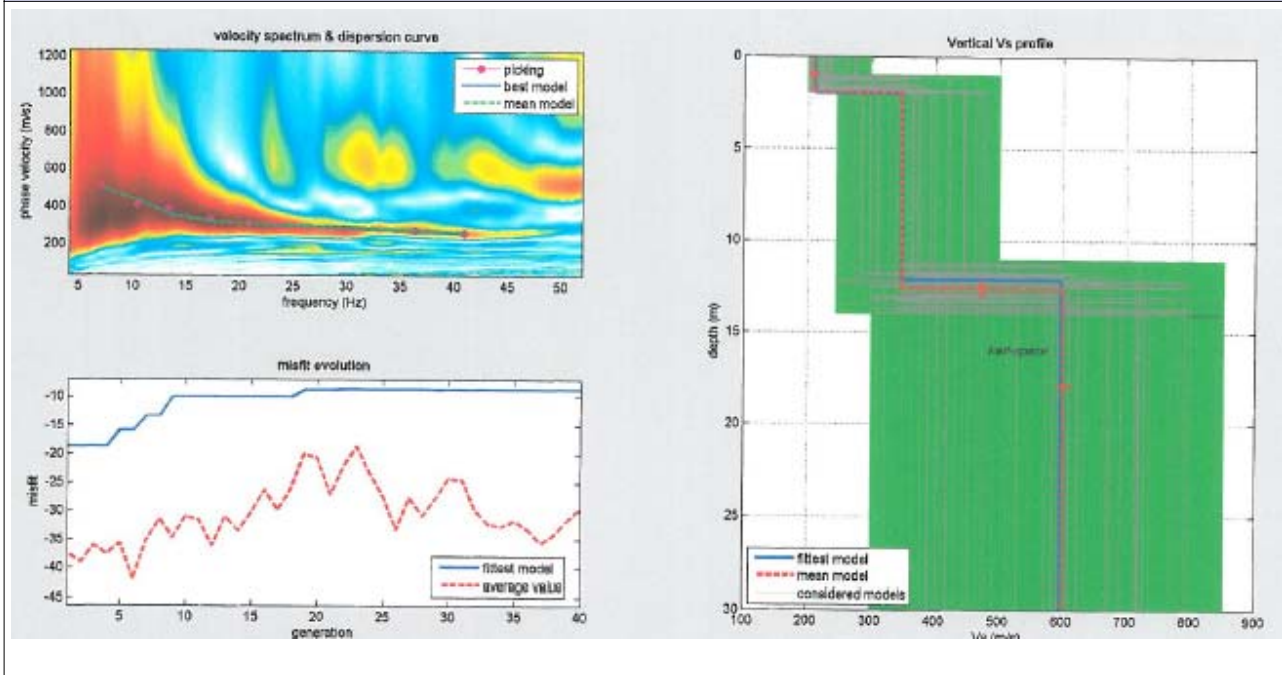 velocity spectrum & dispersion curve
1200
1000
800
600
400
200
phase velocity (m/s)
picking
best model
mean model
5 10 15 20 25 30 35 40 45 50
frequency (Hz)
misfit evolution
-10
-15
-20
-25
-30
-35
-40
-45
misfit
fittest model
average value
5 10 15 20 25 30 35 40
generation
Vertical Vs profile
0
5
10
15
20
25
30
depth (m)
fittest model
mean model
considered models
100 200 300 400 500 600 700 800 900
Vs (m/s)